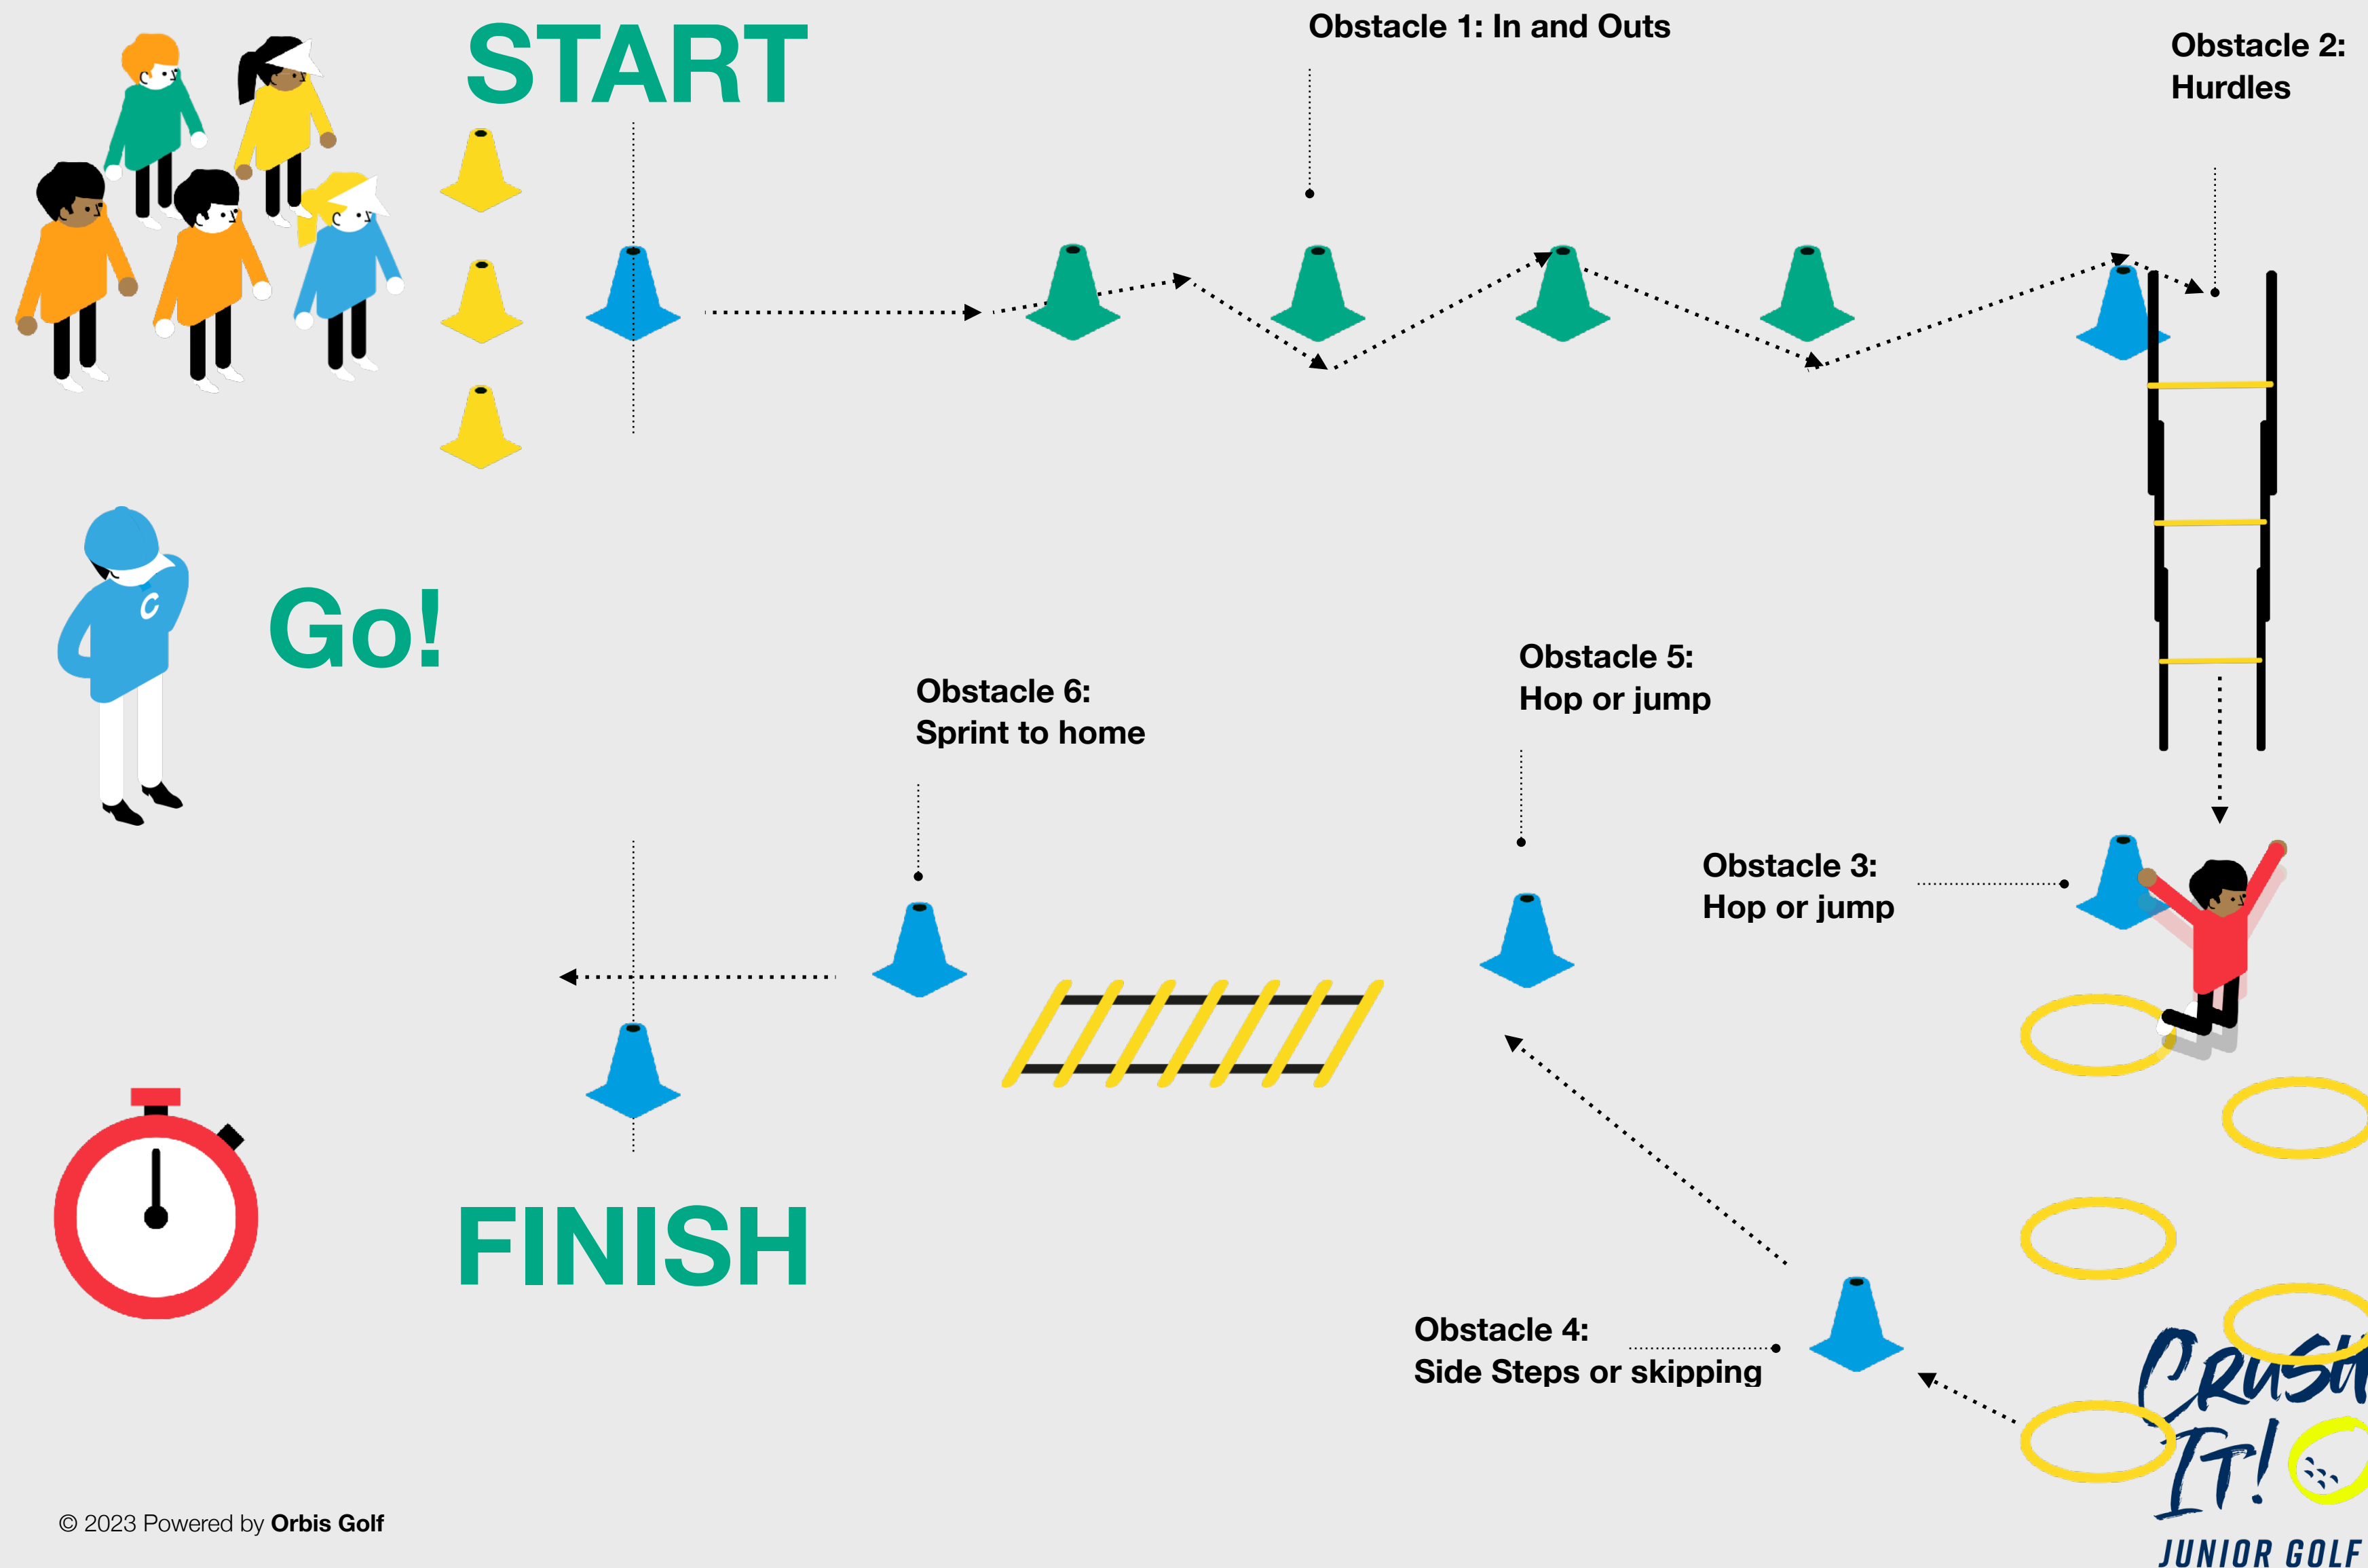 START
Obstacle 1: In and Outs
Obstacle 2:
Hurdles
C
Go!
Obstacle 5:
Hop or jump
Obstacle 6:
Sprint to home
Obstacle 3:
Hop or jump
FINISH
Obstacle 4:
Side Steps or skipping
CRUSH
IT!
JUNIOR GOLF
© 2023 Powered by Orbis Golf